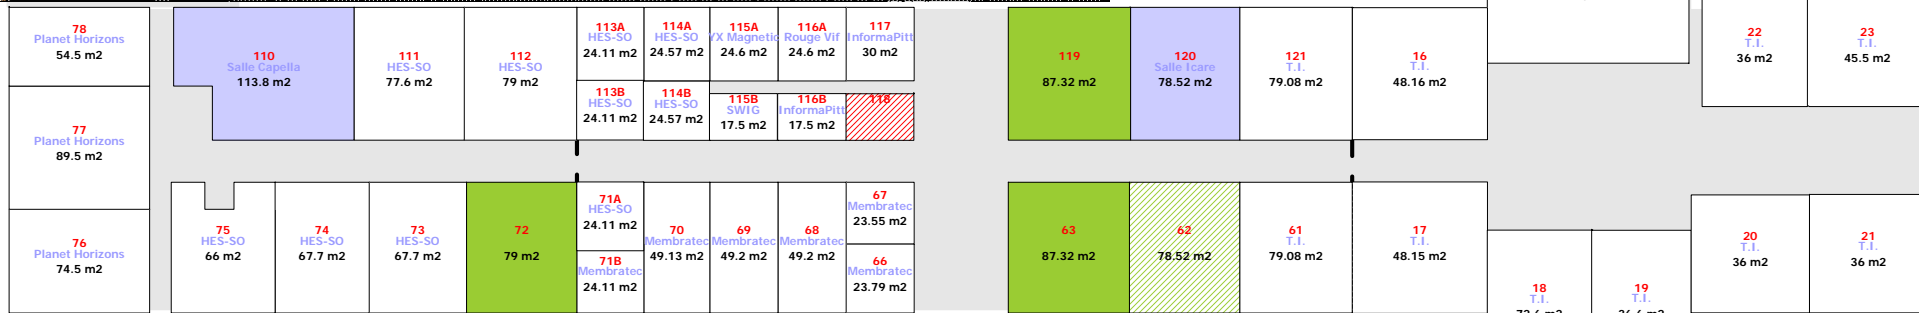 78
Planet Horizons
54.5 m2
77
Planet Horizons
89.5 m2
76
Planet Horizons
74.5 m2
110
Salle Capella
113.8 m2
111
HES-SO
77.6 m2
112
HES-SO
79 m2
113A
HES-SO
24.11 m2
114A
HES-SO
24.57 m2
115A
YX Magnetic
24.6 m2
116A
Rouge Vif
24.6 m2
117
InformaPitt
30 m2
113B
HES-SO
24.11 m2
114B
HES-SO
24.57 m2
115B
SWIG
17.5 m2
116B
InformaPitt
17.5 m2
118
119
87.32 m2
120
Salle Icare
78.52 m2
121
T.I.
79.08 m2
16
T.I.
48.16 m2
22
T.I.
36 m2
23
T.I.
45.5 m2
75
HES-SO
66 m2
74
HES-SO
67.7 m2
73
HES-SO
67.7 m2
72
79 m2
71A
HES-SO
24.11 m2
71B
Membratec
24.11 m2
70
Membratec
49.13 m2
69
Membratec
49.2 m2
68
Membratec
49.2 m2
67
Membratec
23.55 m2
66
Membratec
23.79 m2
63
87.32 m2
62
78.52 m2
61
T.I.
79.08 m2
17
T.I.
48.15 m2
18
T.I.
19
T.I.
20
T.I.
36 m2
21
T.I.
36 m2